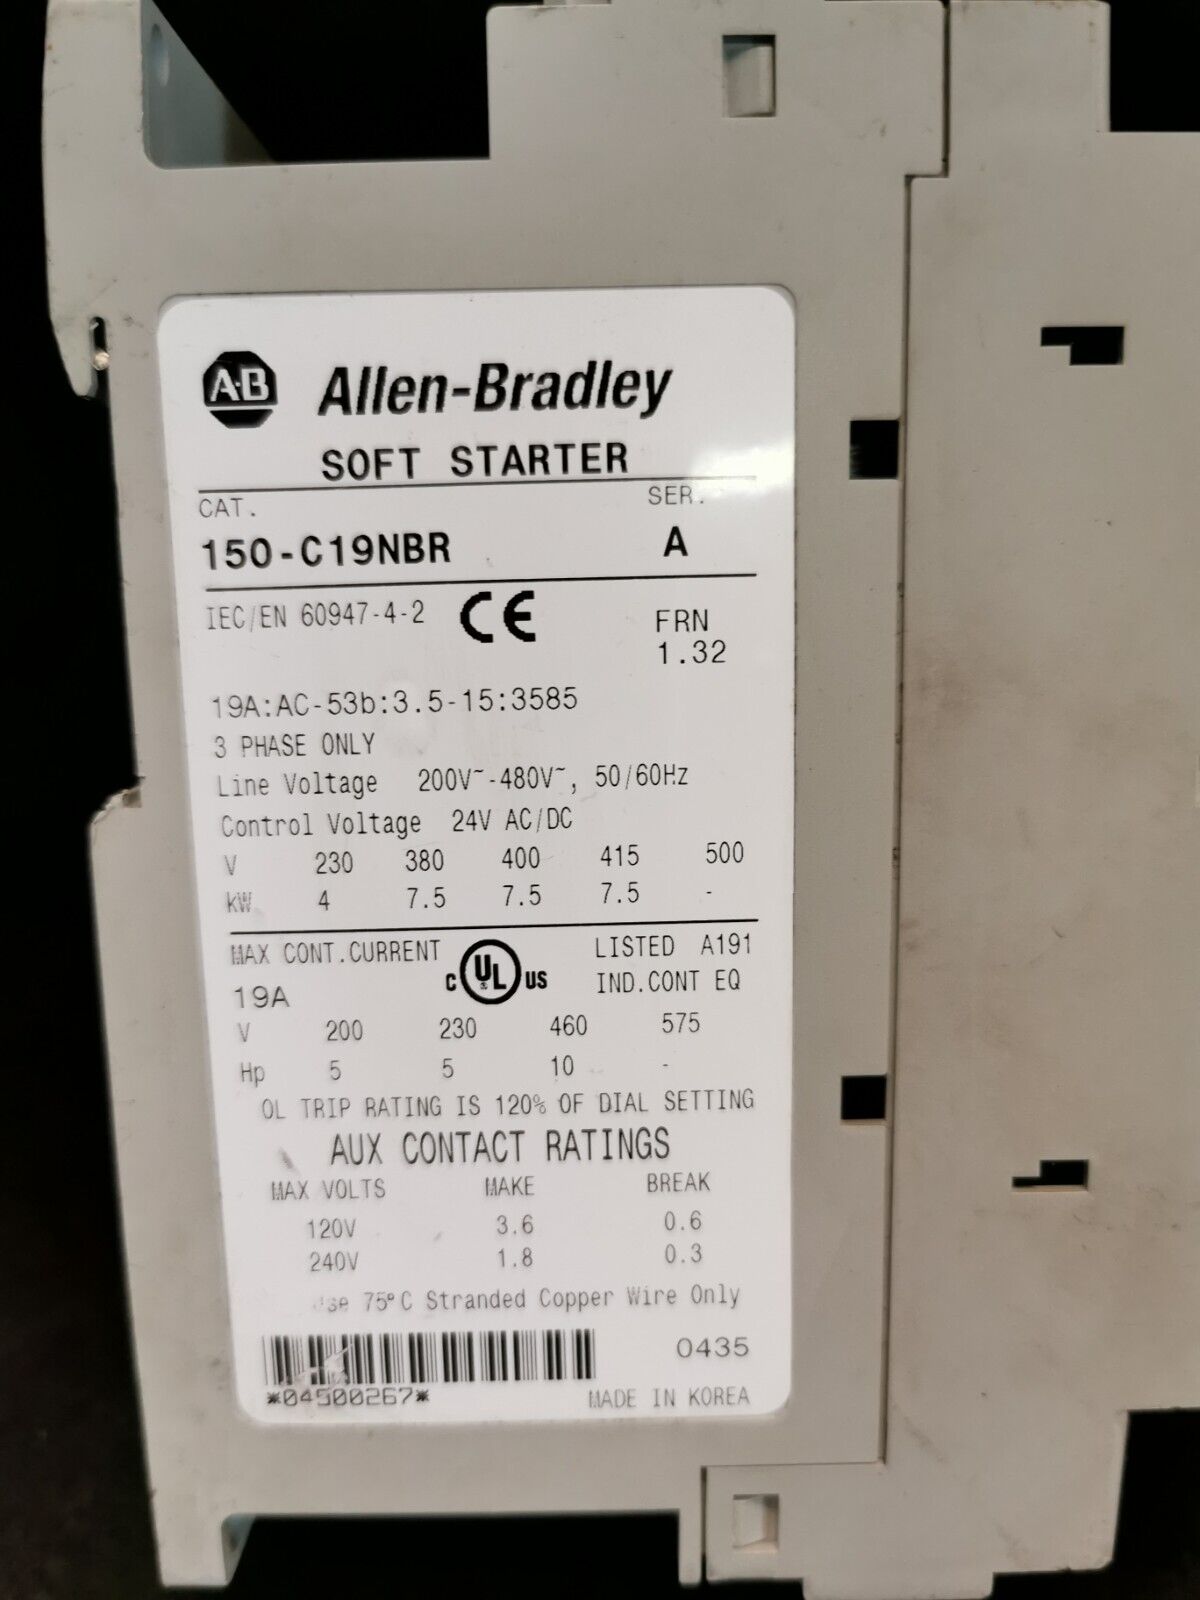 A·B Allen-Bradley
SOFT STARTER
CAT. SER.
150-C19NBR A
IEC/EN 60947-4-2 CE FRN
1.32
19A:AC-53b:3.5-15:3585
3 PHASE ONLY
Line Voltage 200V~-480V~, 50/60Hz
Control Voltage 24V AC/DC
V 230 380 400 415 500
kW 4 7.5 7.5 7.5 -
MAX CONT.CURRENT C UL US LISTED A191
19A IND.CONT EQ
V 200 230 460 575
Hp 5 5 10 -
OL TRIP RATING IS 120% OF DIAL SETTING
AUX CONTACT RATINGS
MAX VOLTS MAKE BREAK
120V 3.6 0.6
240V 1.8 0.3
75°C Stranded Copper Wire Only
0435
*04500267* MADE IN KOREA